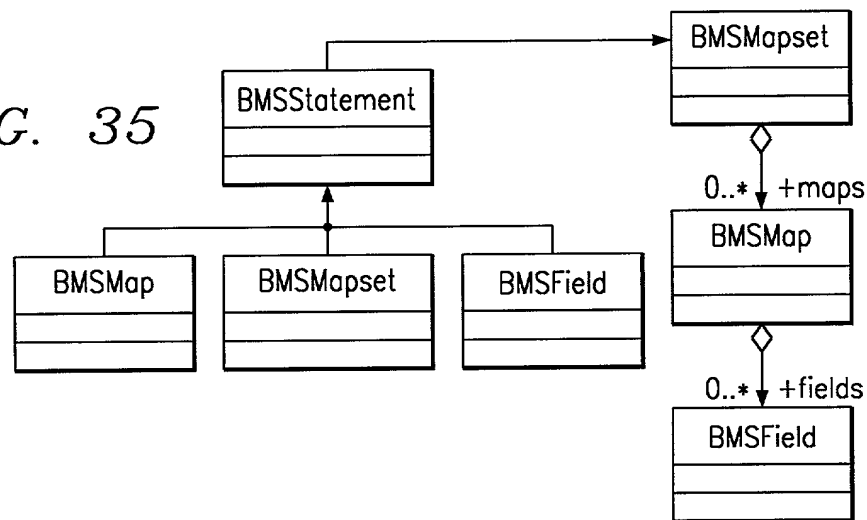 G. 35
BMSStatement
BMSMap
BMSMapset
BMSField
BMSMapset
0..* +maps
BMSMap
0..* +fields
BMSField